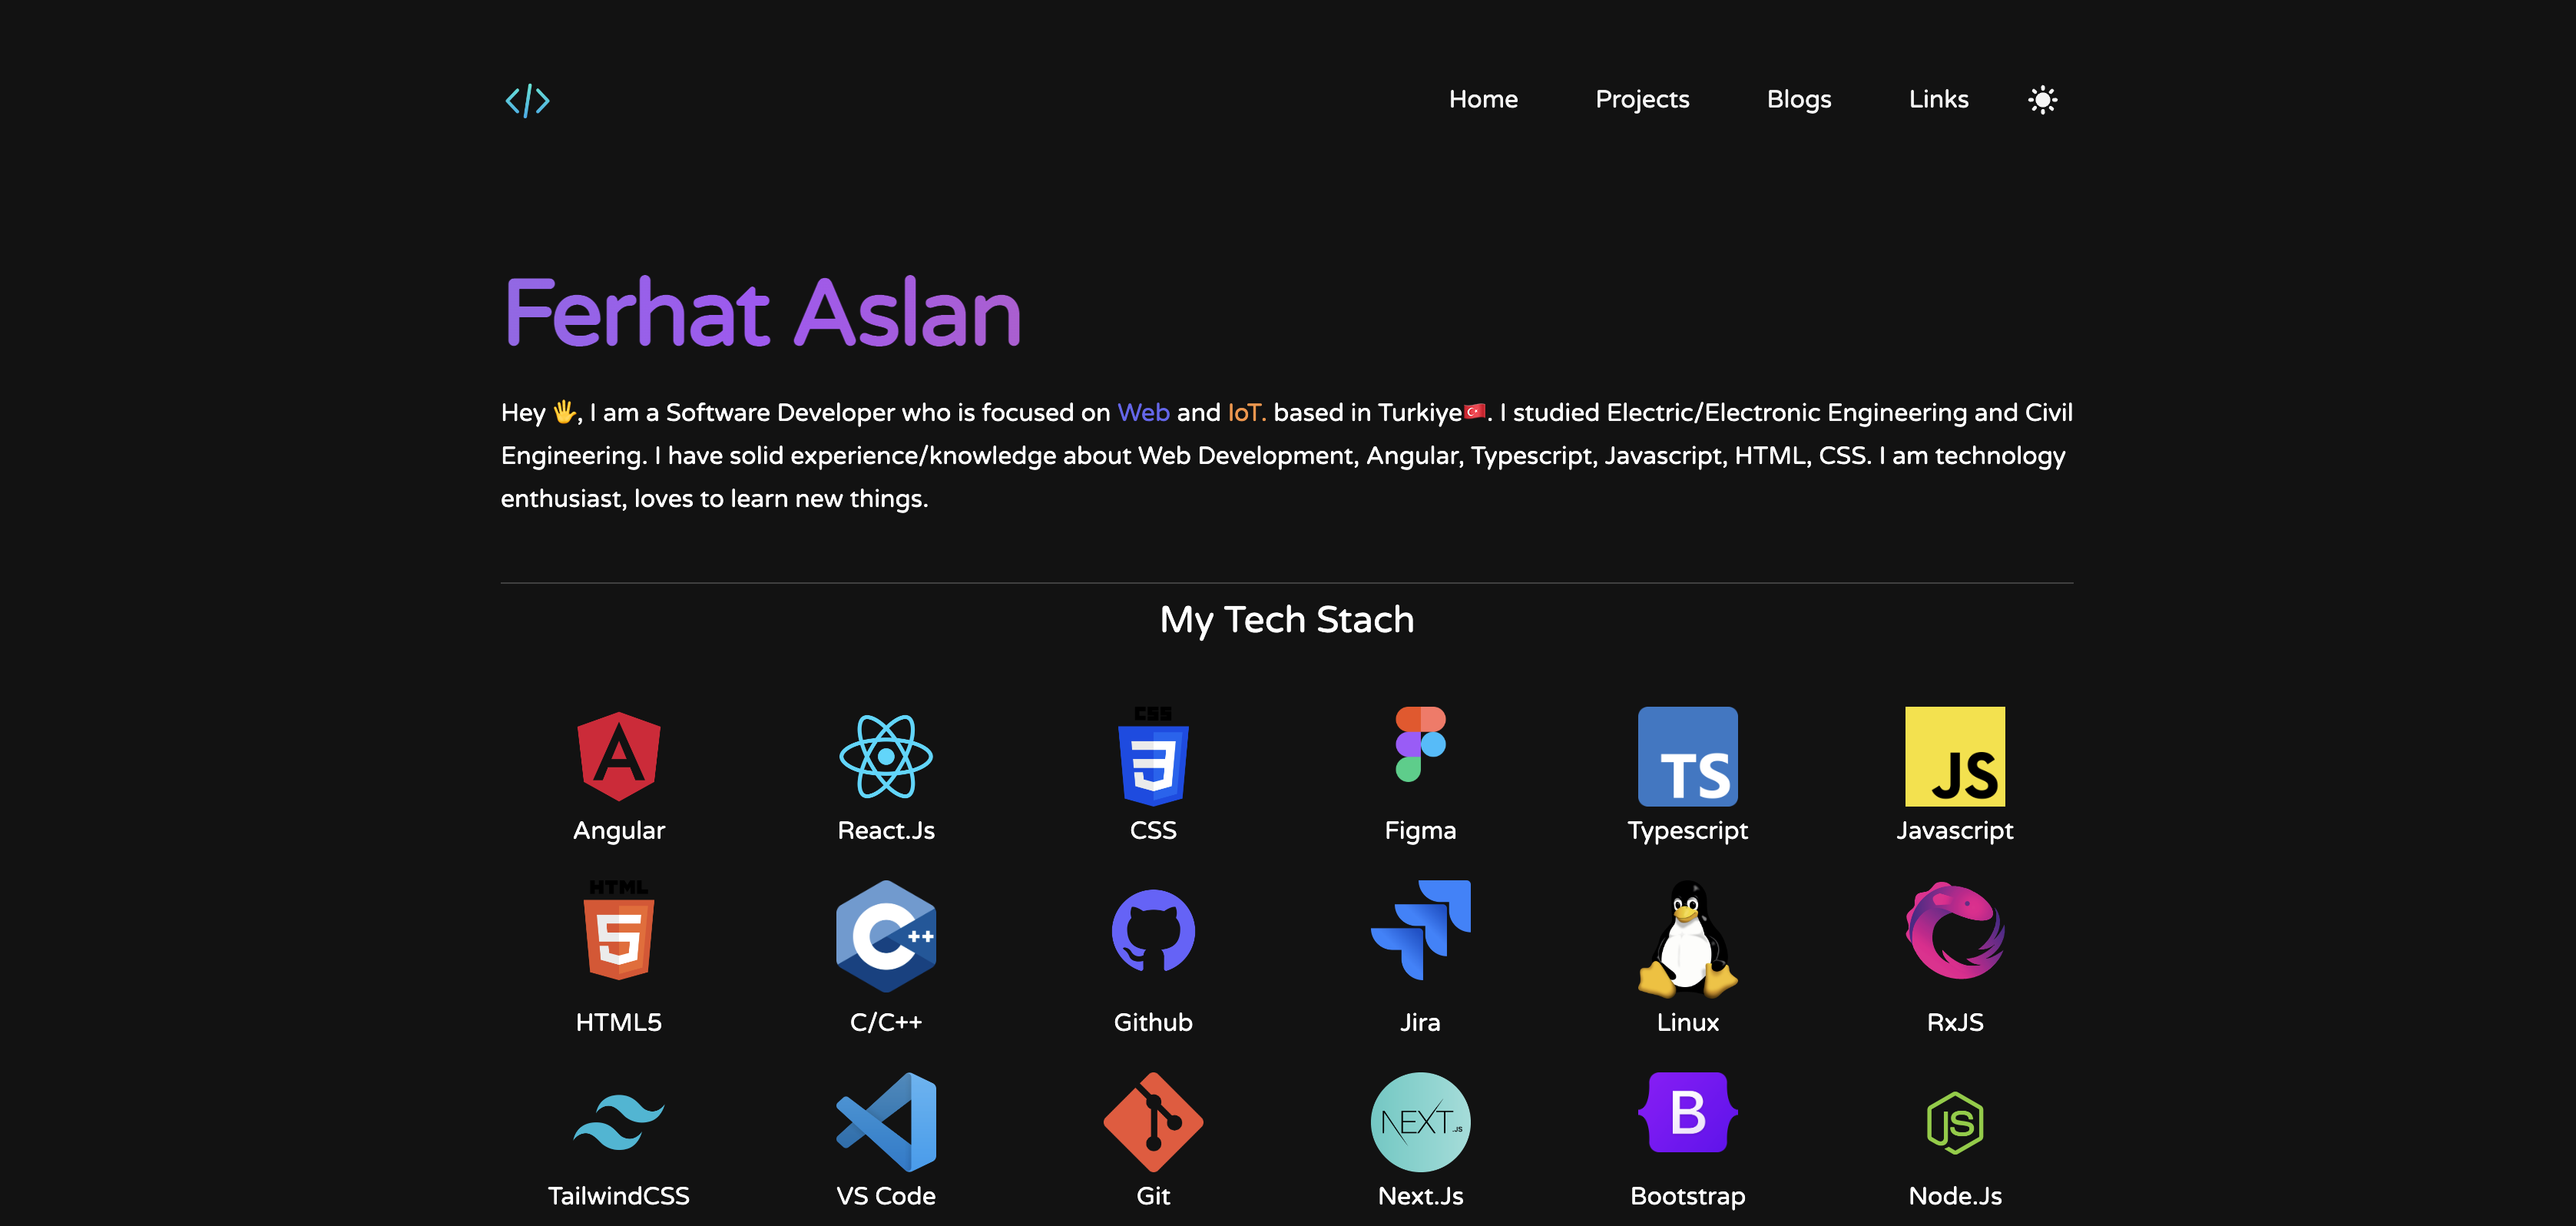 </>
Home Projects Blogs Links
Ferhat Aslan
Hey 🖐, I am a Software Developer who is focused on Web and IoT. based in Turkiye🇹🇷. I studied Electric/Electronic Engineering and Civil
Engineering. I have solid experience/knowledge about Web Development, Angular, Typescript, Javascript, HTML, CSS. I am technology
enthusiast, loves to learn new things.
My Tech Stach
A CSS 3 TS JS
Angular React.Js CSS Figma Typescript Javascript
HTML 5 C++
HTML5 C/C++ Github Jira Linux RxJS
NEXT.JS B JS
TailwindCSS VS Code Git Next.Js Bootstrap Node.Js